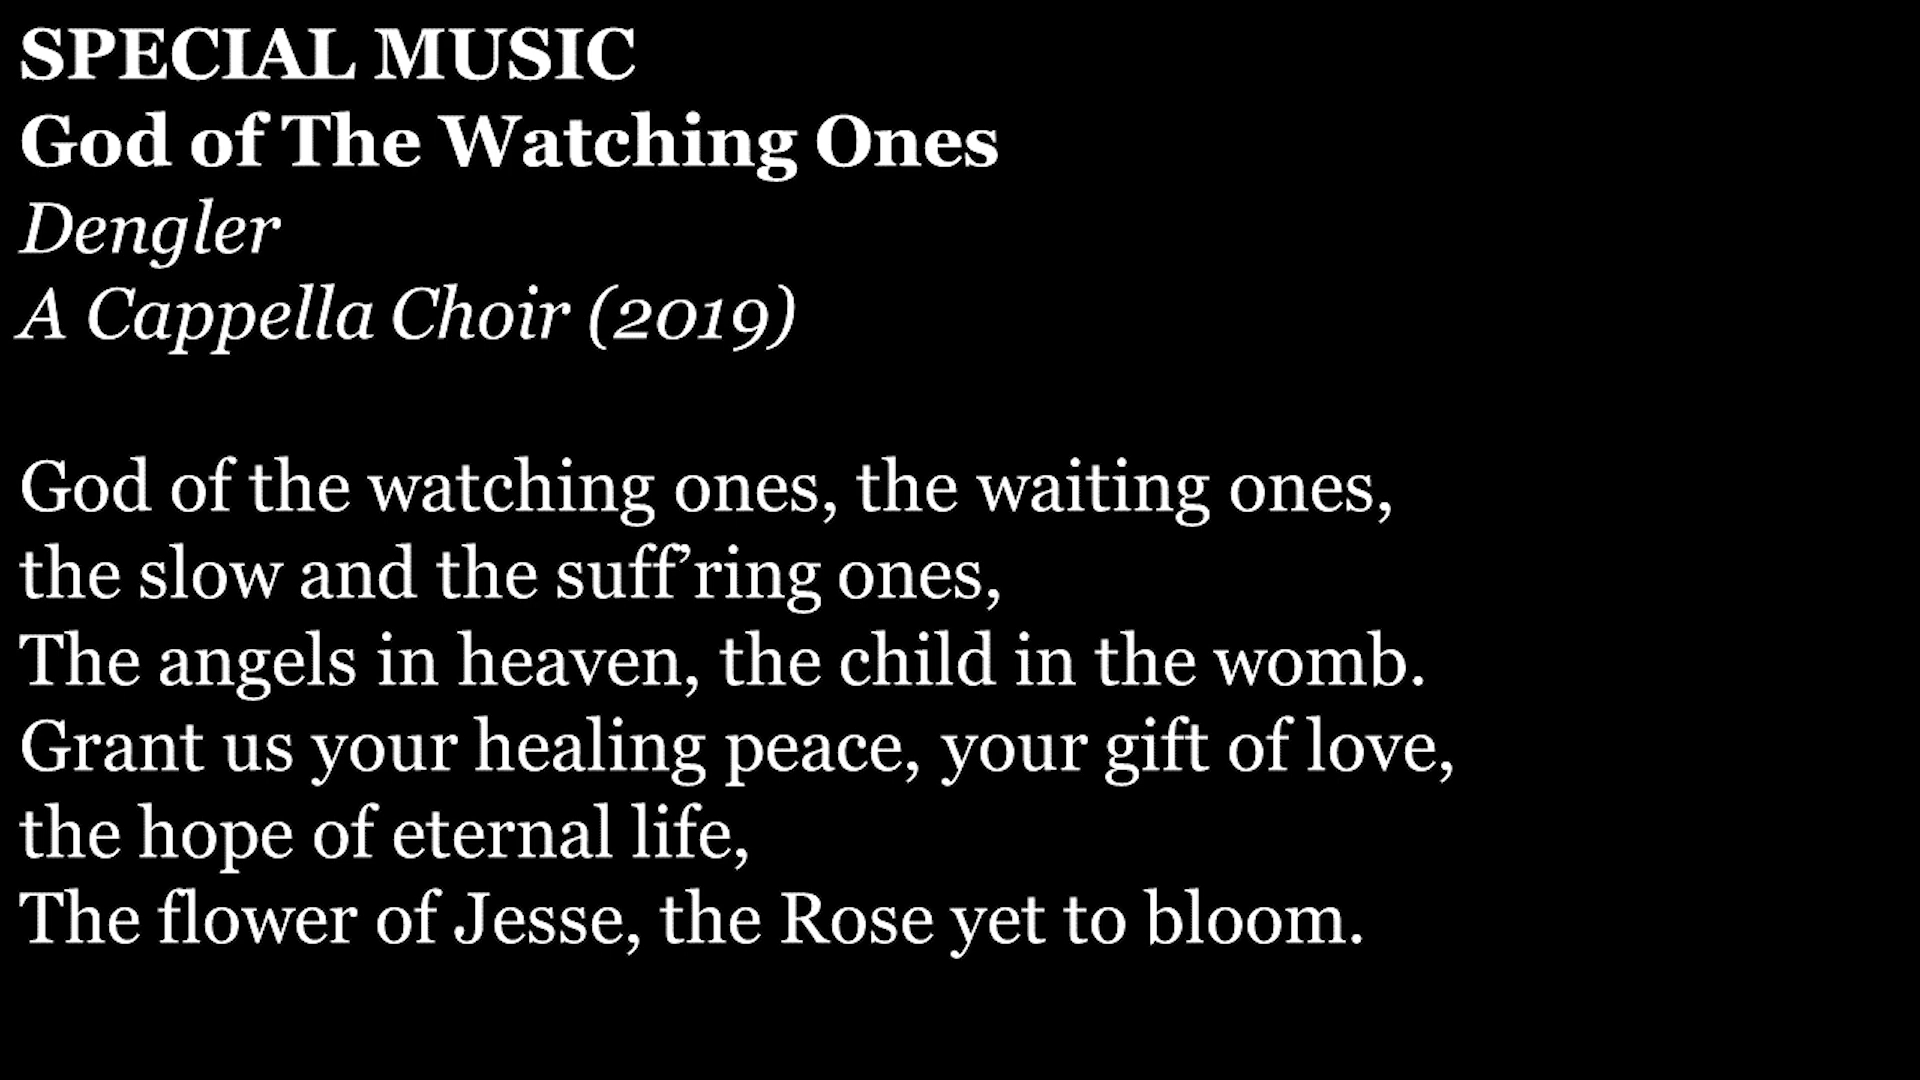 SPECIAL MUSIC
God of The Watching Ones
Dengler
A Cappella Choir (2019)
God of the watching ones, the waiting ones,
the slow and the suff’ring ones,
The angels in heaven, the child in the womb.
Grant us your healing peace, your gift of love,
the hope of eternal life,
The flower of Jesse, the Rose yet to bloom.